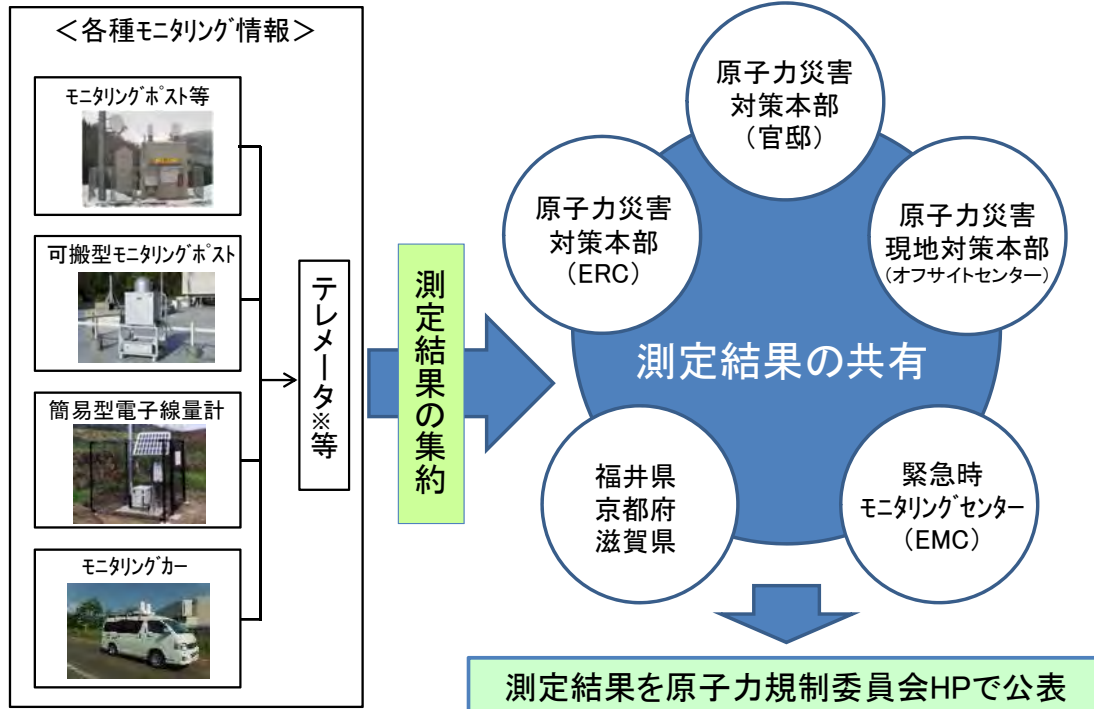 ＜各種ﾓﾆﾀﾘﾝｸﾞ情報＞
ﾓﾆﾀﾘﾝｸﾞﾎﾟｽﾄ等
可搬型ﾓﾆﾀﾘﾝｸﾞﾎﾟｽﾄ
簡易型電子線量計
ﾓﾆﾀﾘﾝｸﾞｶｰ
テレメータ※等
測定結果の集約
原子力災害
対策本部
（官邸）
原子力災害
対策本部
（ERC）
原子力災害
現地対策本部
（オフサイトセンター）
測定結果の共有
福井県
京都府
滋賀県
緊急時
ﾓﾆﾀﾘﾝｸﾞｾﾝﾀｰ
（EMC）
測定結果を原子力規制委員会HPで公表